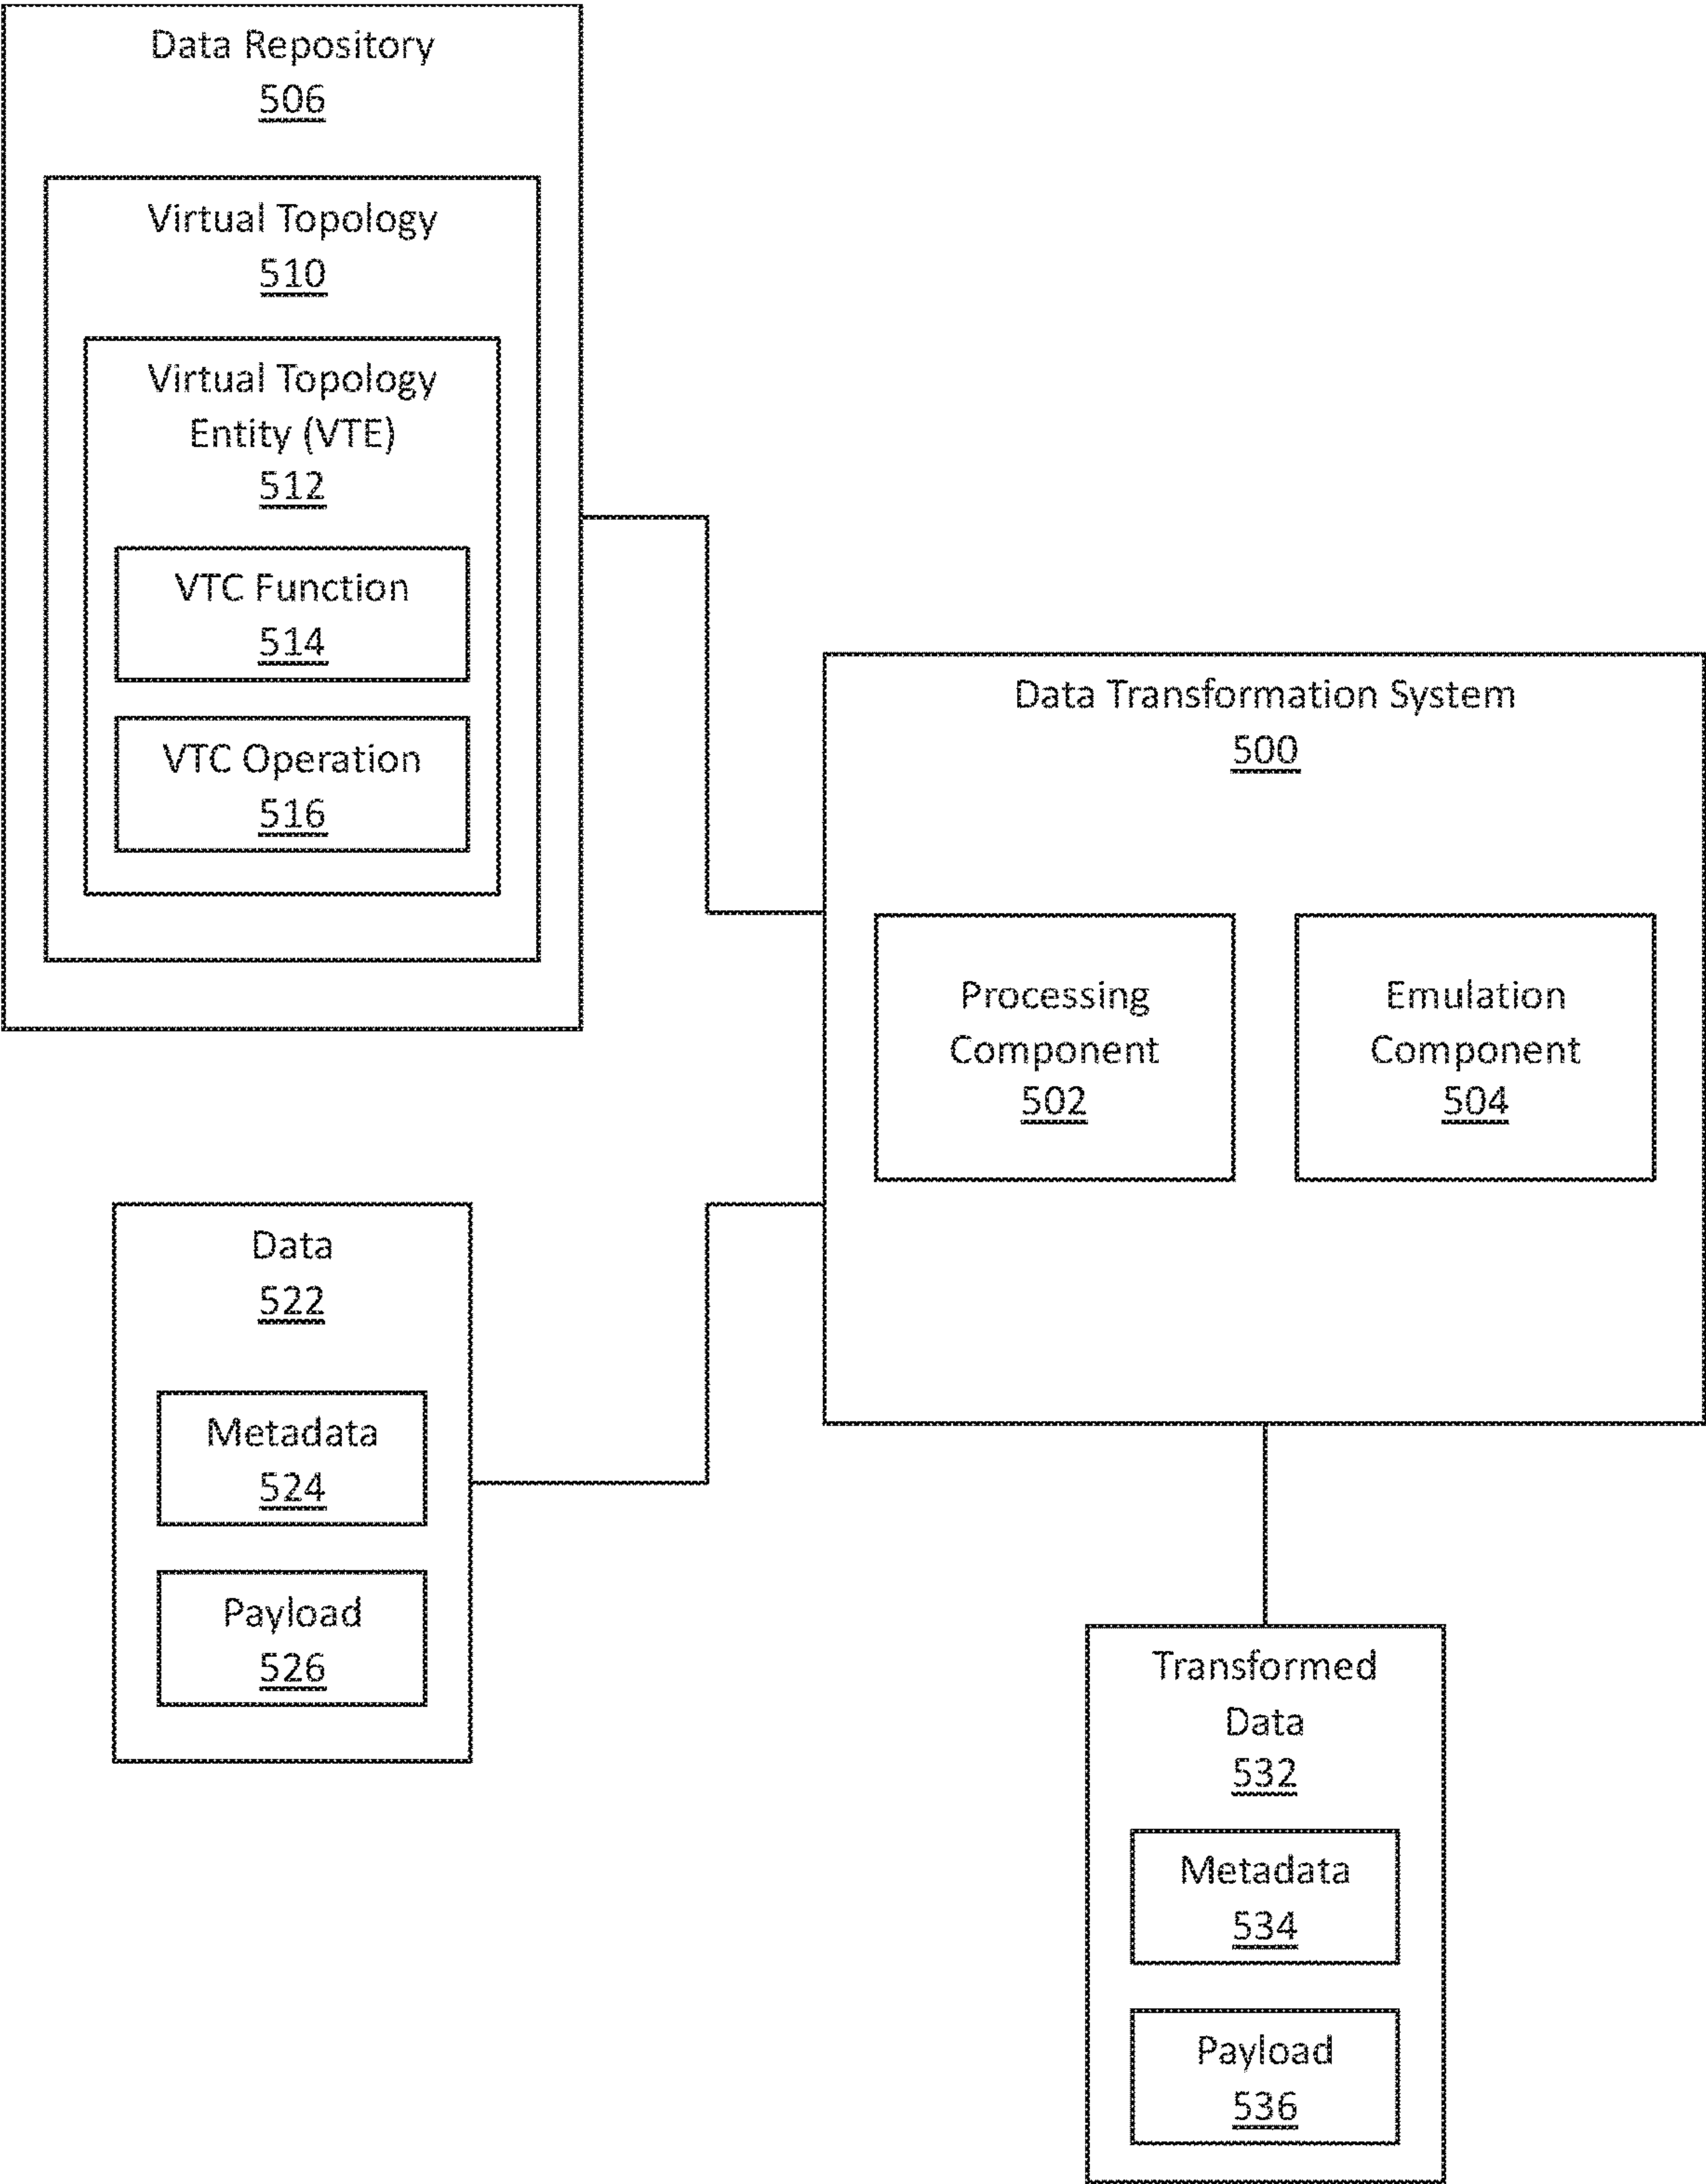 Data Repository
506
Virtual Topology
510
Virtual Topology
Entity (VTE)
512
VTC Function
514
VTC Operation
516
Data Transformation System
500
Processing
Component
502
Emulation
Component
504
Data
522
Metadata
524
Payload
526
Transformed
Data
532
Metadata
534
Payload
536